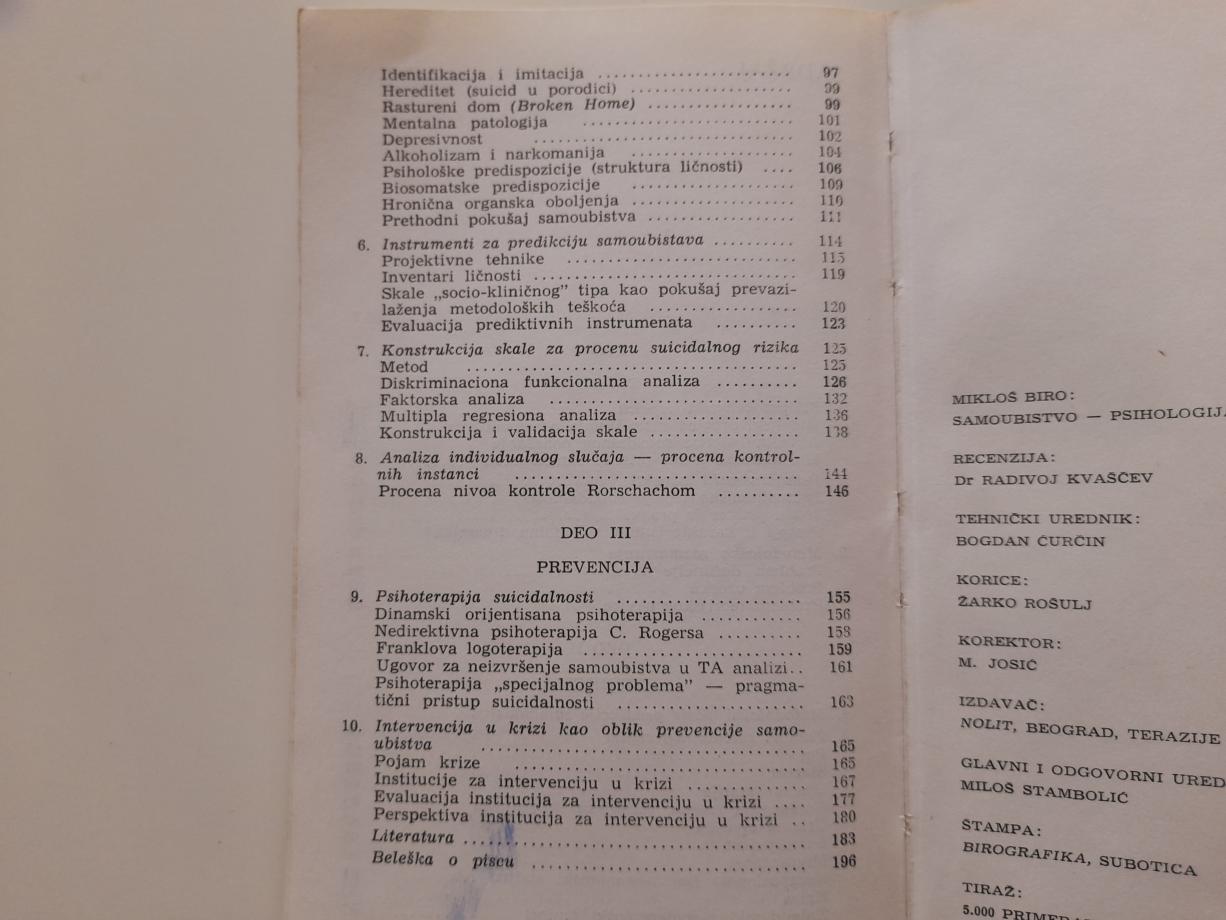 Identifikacija i imitacija ........................ 97
Hereditet (suicid u porodici) .................... 99
Rastureni dom (Broken Home) .................. 99
Mentalna patologija ...................... 101
Depresivnost ........................... 102
Alkoholizam i narkomanija .................. 104
Psihološke predispozicije (struktura ličnosti) .... 106
Biosomatske predispozicije .................. 109
Hronična organska oboljenja .................. 110
Prethodni pokušaj samoubistva .................. 111
6. Instrumenti za predikciju samoubistava .......... 114
Projektivne tehnike .......................... 115
Inventari ličnosti .............................. 119
Skale „socio-kliničnog” tipa kao pokušaj prevazi-
laženja metodoloških teškoća .................. 120
Evaluacija prediktivnih instrumenata .......... 123
7. Konstrukcija skale za procenu suicidalnog rizika 125
Metod ...................................... 125
Diskriminaciona funkcionalna analiza .......... 126
Faktorska analiza ............................ 132
Multipla regresiona analiza .................. 136
Konstrukcija i validacija skale .................. 138
8. Analiza individualnog slučaja — procena kontrol-
nih instanci ................................ 144
Procena nivoa kontrole Rorschachom .......... 146
DEO III
PREVENCIJA
9. Psihoterapija suicidalnosti ...................... 155
Dinamski orijentisana psihoterapija ............ 156
Nedirektivna psihoterapija C. Rogersa .......... 158
Franklova logoterapija .......................... 159
Ugovor za neizvršenje samoubistva u TA analizi.. 161
Psihoterapija „specijalnog problema” — pragma-
tični pristup suicidalnosti ...................... 163
10. Intervencija u krizi kao oblik prevencije samo-
ubistva ...................................... 165
Pojam krize .................................. 165
Institucije za intervenciju u krizi .............. 167
Evaluacija institucija za intervenciju u krizi .... 177
Perspektiva institucija za intervenciju u krizi .. 180
Literatura ........................................ 183
Beleška o piscu .................................. 196
MIKLOŠ BIRO:
SAMOUBISTVO — PSIHOLOGIJA
RECENZIJA:
Dr RADIVOJ KVAŠČEV
TEHNIČKI UREDNIK:
BOGDAN ĆURČIN
KORICE:
ŽARKO ROŠULJ
KOREKTOR:
M. JOSIĆ
IZDAVAČ:
NOLIT, BEOGRAD, TERAZIJE
GLAVNI I ODGOVORNI URED
MILOŠ STAMBOLIĆ
ŠTAMPA:
BIROGRAFIKA, SUBOTICA
TIRAŽ:
5.000